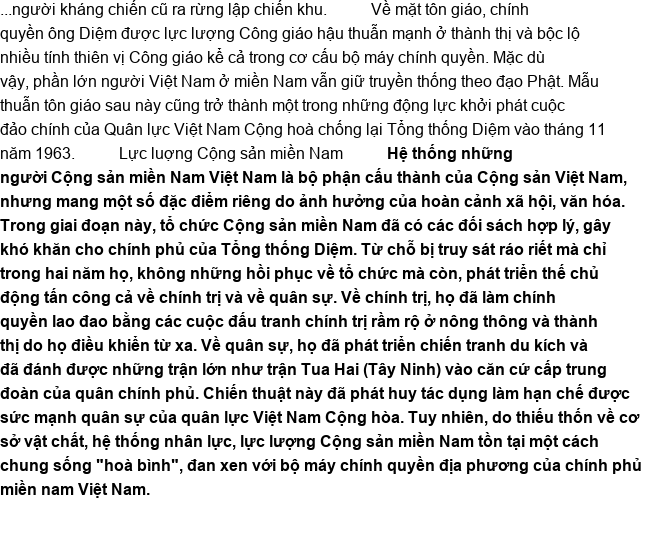 ...người kháng chiến cũ ra rừng lập chiến khu. Về mặt tôn giáo, chính
quyền ông Diệm được lực lượng Công giáo hậu thuẫn mạnh ở thành thị và bộc lộ
nhiều tính thiên vị Công giáo kể cả trong cơ cấu bộ máy chính quyền. Mặc dù
vậy, phần lớn người Việt Nam ở miền Nam vẫn giữ truyền thống theo đạo Phật. Mẫu
thuẫn tôn giáo sau này cũng trở thành một trong những động lực khởi phát cuộc
đảo chính của Quân lực Việt Nam Cộng hoà chống lại Tổng thống Diệm vào tháng 11
năm 1963. Lực luợng Cộng sản miền Nam Hệ thống những
người Cộng sản miền Nam Việt Nam là bộ phận cấu thành của Cộng sản Việt Nam,
nhưng mang một số đặc điểm riêng do ảnh hưởng của hoàn cảnh xã hội, văn hóa.
Trong giai đoạn này, tổ chức Cộng sản miền Nam đã có các đối sách hợp lý, gây
khó khăn cho chính phủ của Tổng thống Diệm. Từ chỗ bị truy sát ráo riết mà chỉ
trong hai năm họ, không những hồi phục về tổ chức mà còn, phát triển thế chủ
động tấn công cả về chính trị và về quân sự. Về chính trị, họ đã làm chính
quyền lao đao bằng các cuộc đấu tranh chính trị rầm rộ ở nông thông và thành
thị do họ điều khiển từ xa. Về quân sự, họ đã phát triển chiến tranh du kích và
đã đánh được những trận lớn như trận Tua Hai (Tây Ninh) vào căn cứ cấp trung
đoàn của quân chính phủ. Chiến thuật này đã phát huy tác dụng làm hạn chế được
sức mạnh quân sự của quân lực Việt Nam Cộng hòa. Tuy nhiên, do thiếu thốn về cơ
sở vật chất, hệ thống nhân lực, lực lượng Cộng sản miền Nam tồn tại một cách
chung sống "hoà bình", đan xen với bộ máy chính quyền địa phương của chính phủ
miền nam Việt Nam.